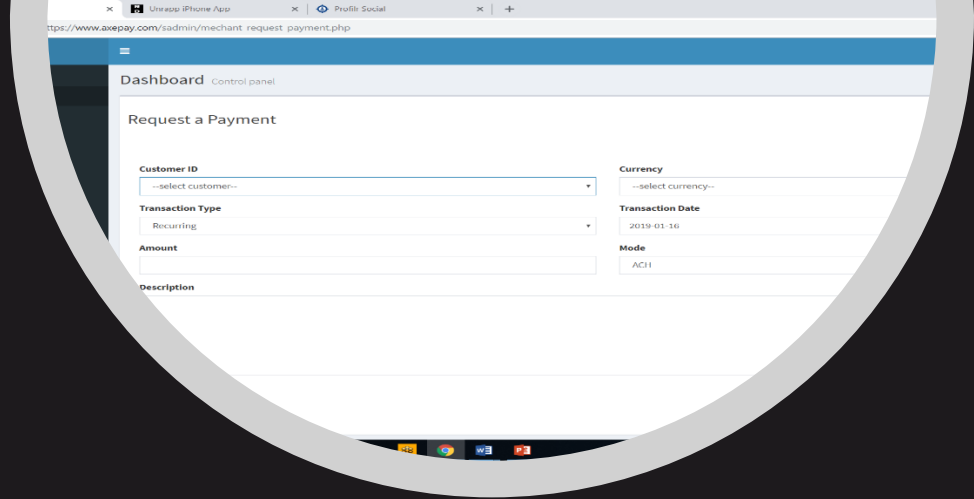 Unrapp iPhone App
Profilr Social
ttps://www.axepay.com/sadmin/mechant_request_payment.php
Dashboard Control panel
Request a Payment
Customer ID
Currency
--select customer--
--select currency--
Transaction Type
Transaction Date
Recurring
2019-01-16
Amount
Mode
ACH
Description